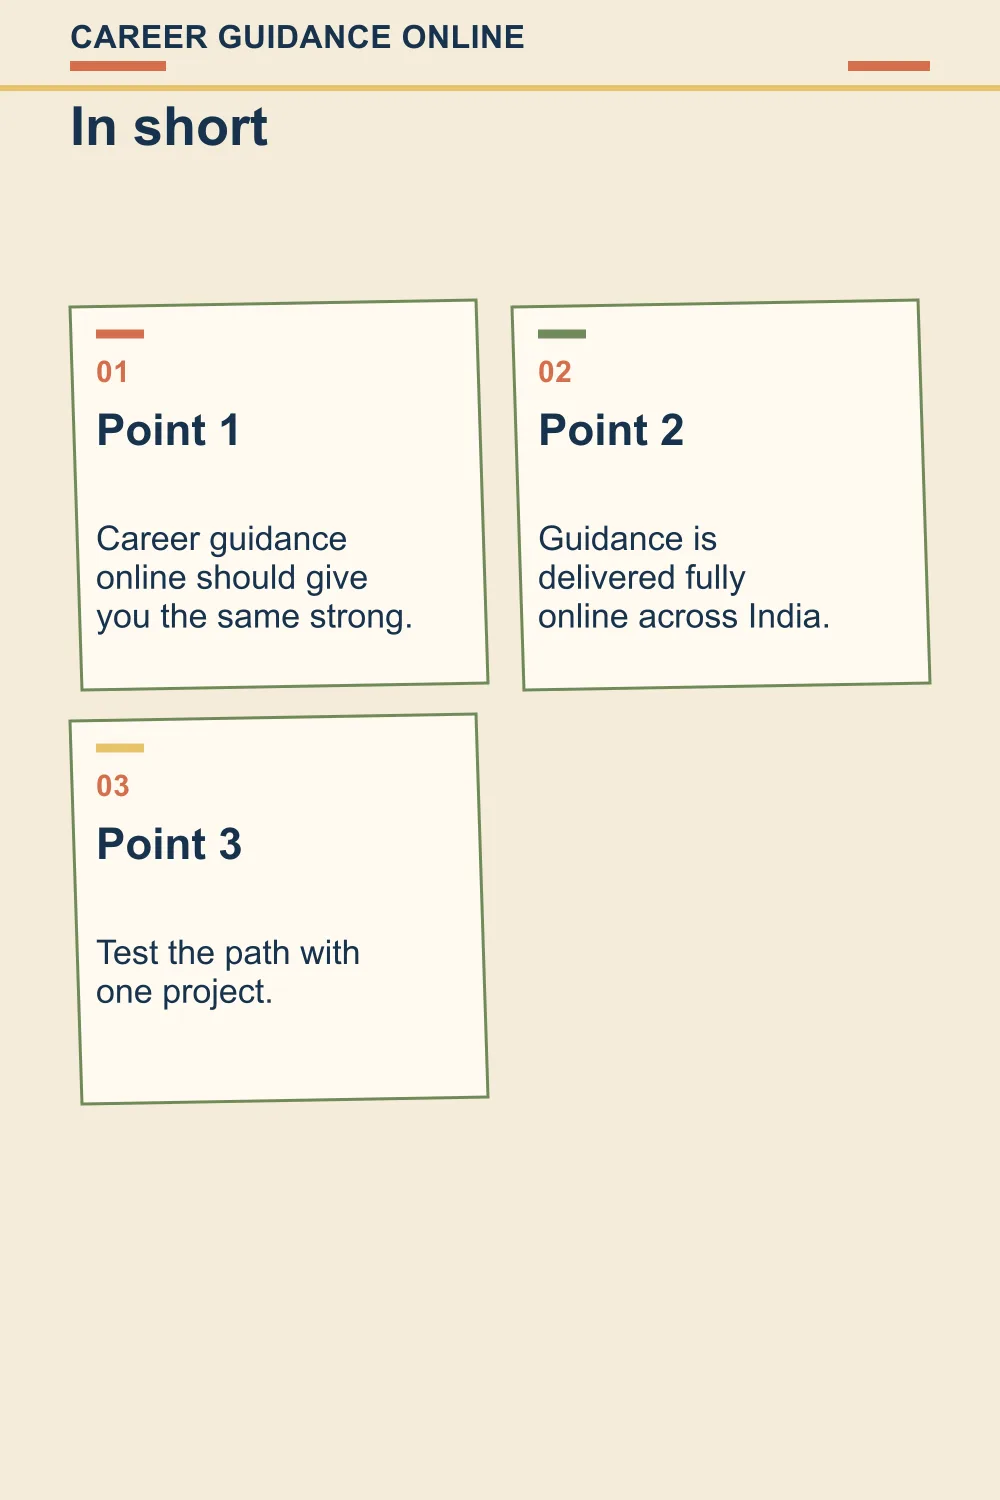 CAREER GUIDANCE ONLINE
In short
01
Point 1
Career guidance
online should give
you the same strong.
02
Point 2
Guidance is
delivered fully
online across India.
03
Point 3
Test the path with
one project.